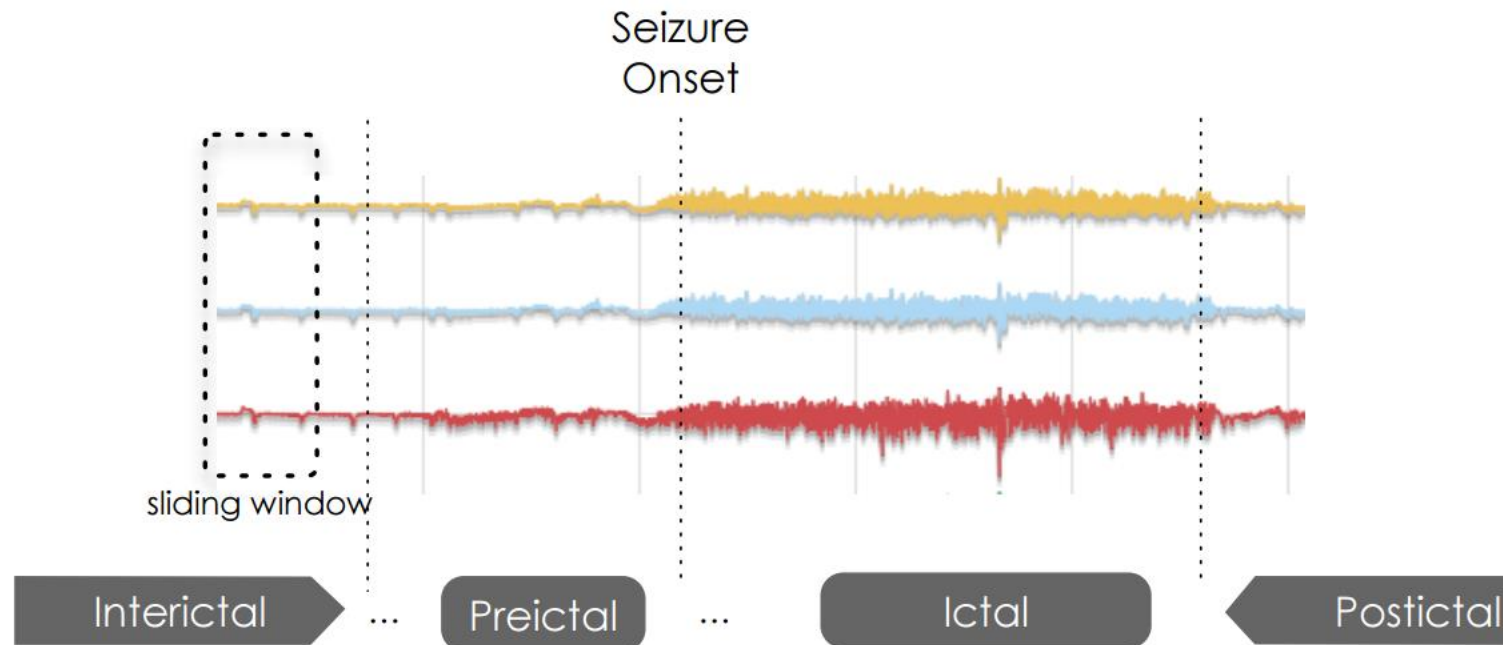 Seizure
Onset
sliding window
Interictal ... Preictal ... Ictal Postictal